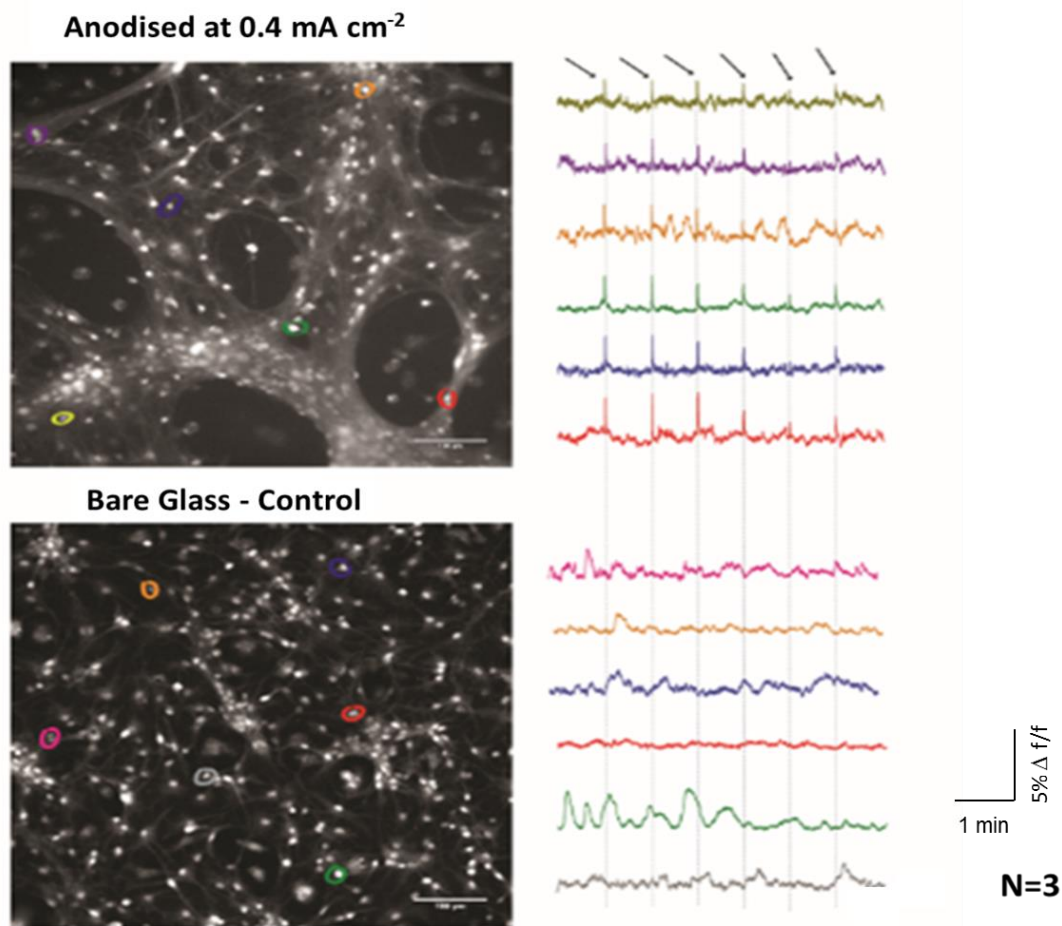 Anodised at 0.4 mA cm⁻²
Bare Glass - Control
5% Δ f/f
1 min
N=3